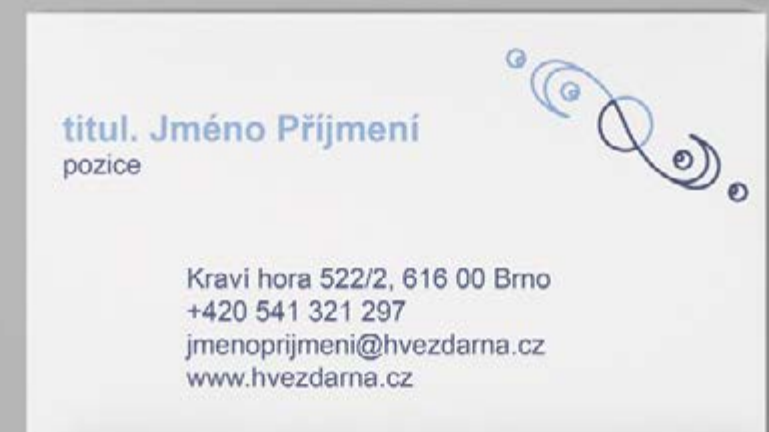 titul. Jméno Příjmení
pozice
Kraví hora 522/2, 616 00 Brno
+420 541 321 297
jmenoprijmeni@hvezdarna.cz
www.hvezdarna.cz